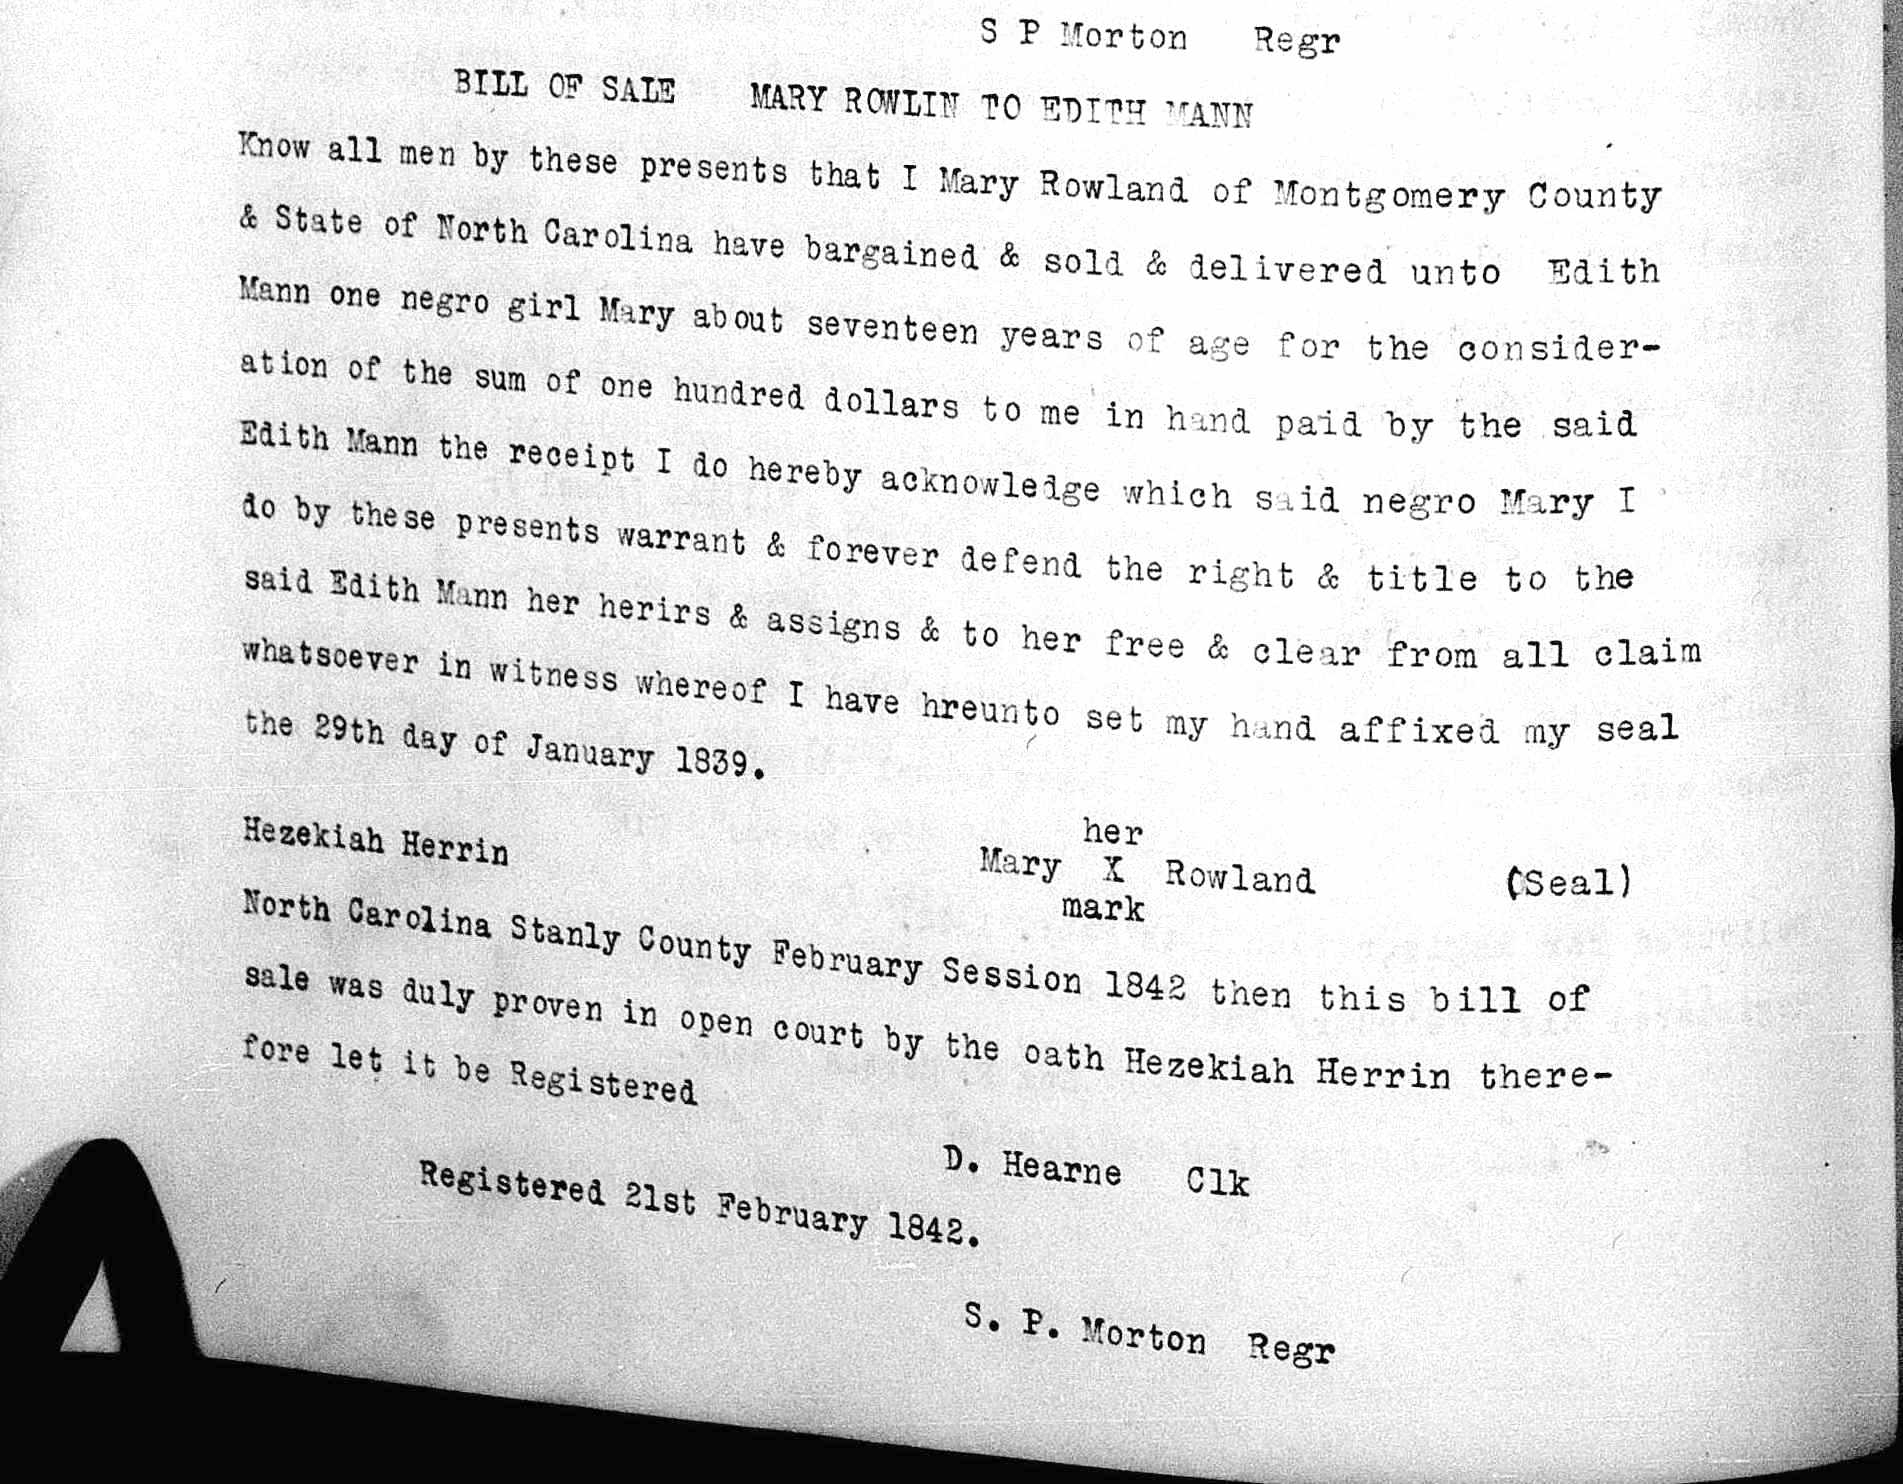 S P Morton Regr
BILL OF SALE MARY ROWLIN TO EDITH MANN
Know all men by these presents that I Mary Rowland of Montgomery County
& State of North Carolina have bargained & sold & delivered unto Edith
Mann one negro girl Mary about seventeen years of age for the consider-
ation of the sum of one hundred dollars to me in hand paid by the said
Edith Mann the receipt I do hereby acknowledge which said negro Mary I
do by these presents warrant & forever defend the right & title to the
said Edith Mann her herirs & assigns & to her free & clear from all claim
whatsoever in witness whereof I have hreunto set my hand affixed my seal
the 29th day of January 1839.
her
Hezekiah Herrin Mary X Rowland (Seal)
mark
North Carolina Stanly County February Session 1842 then this bill of
sale was duly proven in open court by the oath Hezekiah Herrin there-
fore let it be Registered
D. Hearne Clk
Registered 21st February 1842.
S. P. Morton Regr